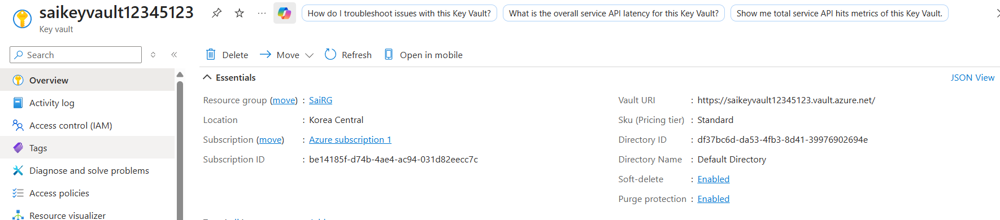 saikeyvault12345123
Key vault
How do I troubleshoot issues with this Key Vault?
What is the overall service API latency for this Key Vault?
Show me total service API hits metrics of this Key Vault.
Search
Overview
Activity log
Access control (IAM)
Tags
Diagnose and solve problems
Access policies
Resource visualizer
Delete
Move
Refresh
Open in mobile
Essentials
JSON View
Resource group (move) : SaiRG
Location : Korea Central
Subscription (move) : Azure subscription 1
Subscription ID : be14185f-d74b-4ae4-ac94-031d82eecc7c
Vault URI : https://saikeyvault12345123.vault.azure.net/
Sku (Pricing tier) : Standard
Directory ID : df37bc6d-da53-4fb3-8d41-39976902694e
Directory Name : Default Directory
Soft-delete : Enabled
Purge protection : Enabled